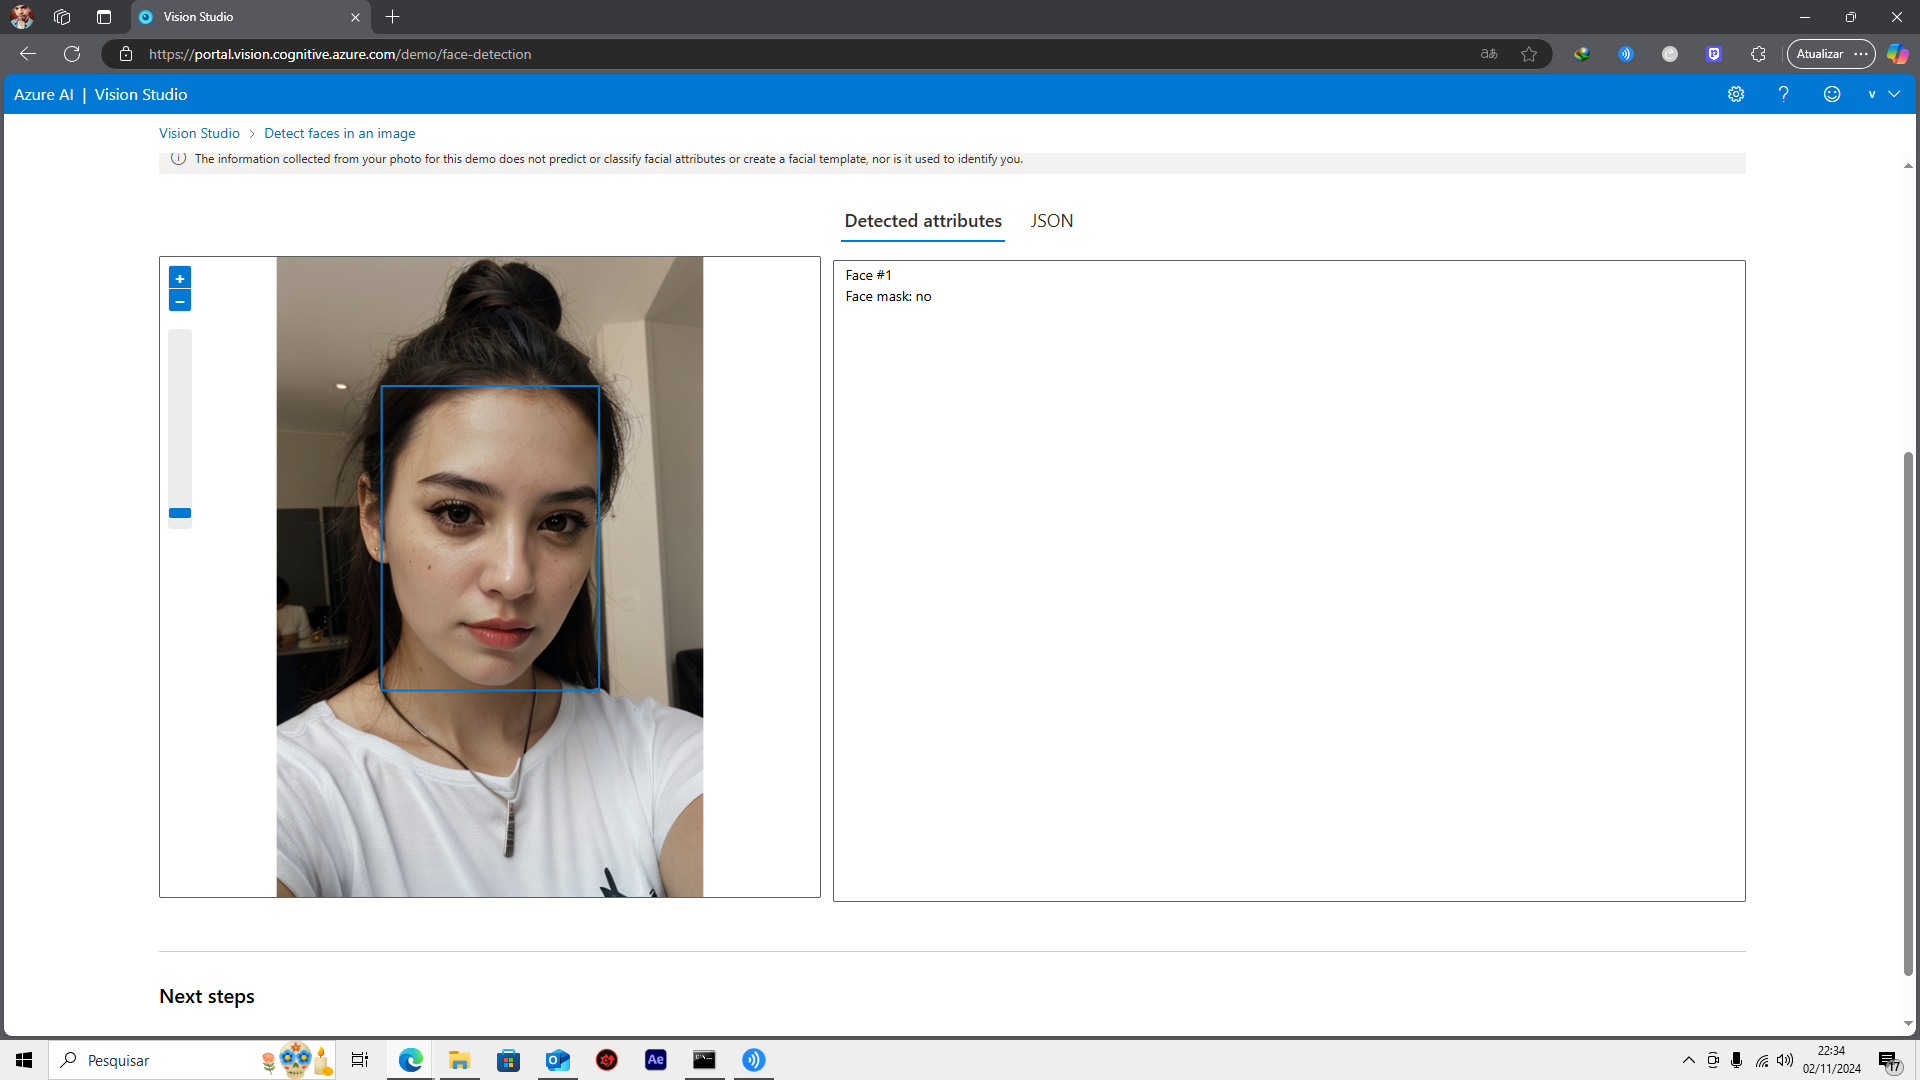 Vision Studio
https://portal.vision.cognitive.azure.com/demo/face-detection
Atualizar
Azure AI | Vision Studio
v
Vision Studio > Detect faces in an image
The information collected from your photo for this demo does not predict or classify facial attributes or create a facial template, nor is it used to identify you.
Detected attributes
JSON
+
−
Face #1
Face mask: no
Next steps
Pesquisar
Ae
22:34
02/11/2024
17